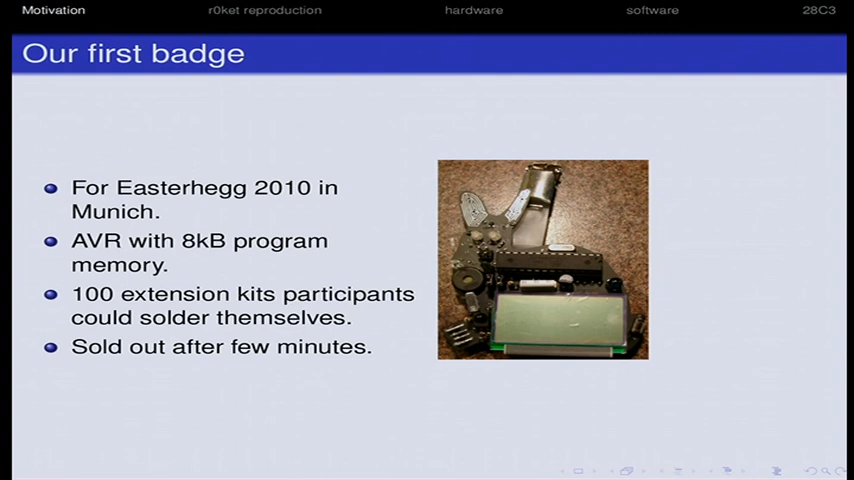 Motivation r0ket reproduction hardware software 28C3
Our first badge
For Easterhegg 2010 in
Munich.
AVR with 8kB program
memory.
100 extension kits participants
could solder themselves.
Sold out after few minutes.